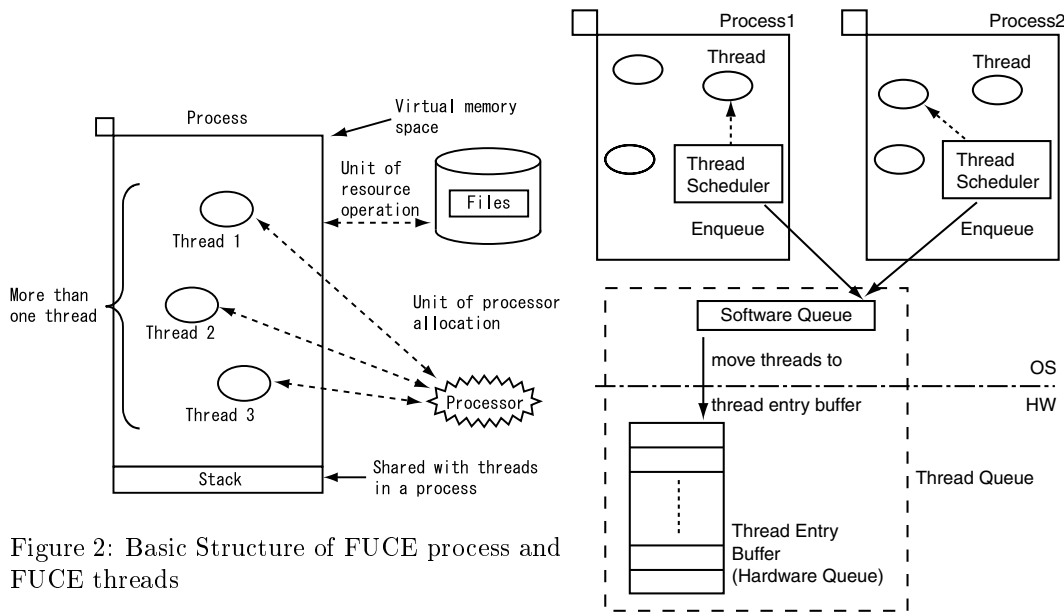 Process
Virtual memory
space
Unit of
resource
operation
Files
Thread 1
More than
one thread
Thread 2
Unit of processor
allocation
Thread 3
Processor
Stack
Shared with threads
in a process
Figure 2: Basic Structure of FUCE process and
FUCE threads
Process1
Thread
Thread
Scheduler
Enqueue
Process2
Thread
Thread
Scheduler
Enqueue
Software Queue
move threads to
OS
thread entry buffer
HW
Thread Queue
Thread Entry
Buffer
(Hardware Queue)